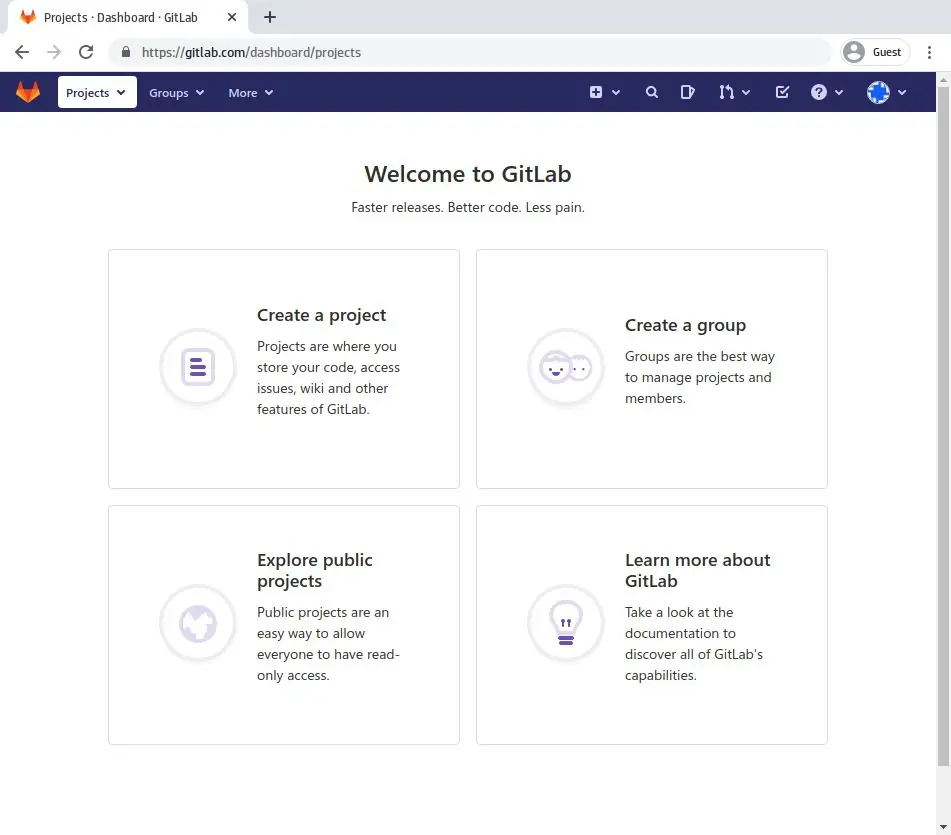 Projects · Dashboard · GitLab
https://gitlab.com/dashboard/projects
Guest
Projects
Groups
More
Welcome to GitLab
Faster releases. Better code. Less pain.
Create a project
Projects are where you
store your code, access
issues, wiki and other
features of GitLab.
Create a group
Groups are the best way
to manage projects and
members.
Explore public
projects
Public projects are an
easy way to allow
everyone to have read-
only access.
Learn more about
GitLab
Take a look at the
documentation to
discover all of GitLab's
capabilities.